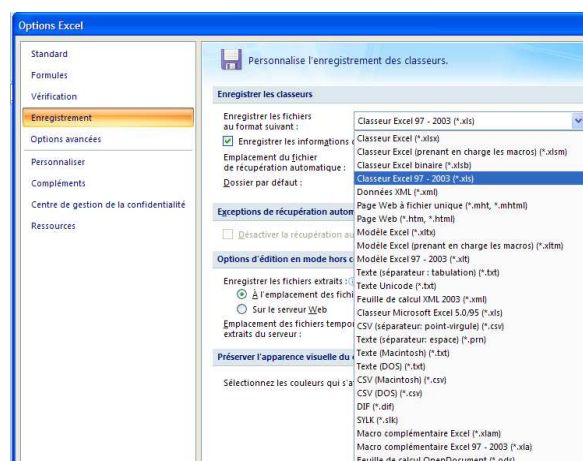 Options Excel
Standard
Formules
Vérification
Enregistrement
Options avancées
Personnaliser
Compléments
Centre de gestion de la confidentialité
Ressources
Personnalise l'enregistrement des classeurs.
Enregistrer les classeurs
Enregistrer les fichiers
au format suivant :
Classeur Excel 97 - 2003 (*.xls)
Enregistrer les informations
Emplacement du fichier
de récupération automatique :
Dossier par défaut :
Exceptions de récupération autom
Désactiver la récupération au
Options d'édition en mode hors c
Enregistrer les fichiers extraits :
À l'emplacement des fichi
Sur le serveur Web
Emplacement des fichiers tempor
extraits du serveur :
Préserver l'apparence visuelle du
Sélectionnez les couleurs qui s'a
Classeur Excel (*.xlsx)
Classeur Excel (prenant en charge les macros) (*.xlsm)
Classeur Excel binaire (*.xlsb)
Classeur Excel 97 - 2003 (*.xls)
Données XML (*.xml)
Page Web à fichier unique (*.mht, *.mhtml)
Page Web (*.htm, *.html)
Modèle Excel (*.xltx)
Modèle Excel (prenant en charge les macros) (*.xltm)
Modèle Excel 97 - 2003 (*.xlt)
Texte (séparateur : tabulation) (*.txt)
Texte Unicode (*.txt)
Feuille de calcul XML 2003 (*.xml)
Classeur Microsoft Excel 5.0/95 (*.xls)
CSV (séparateur: point-virgule) (*.csv)
Texte (séparateur: espace) (*.prn)
Texte (Macintosh) (*.txt)
Texte (DOS) (*.txt)
CSV (Macintosh) (*.csv)
CSV (DOS) (*.csv)
DIF (*.dif)
SYLK (*.slk)
Macro complémentaire Excel (*.xlam)
Macro complémentaire Excel 97 - 2003 (*.xla)
Feuille de calcul OpenDocument (*.ods)